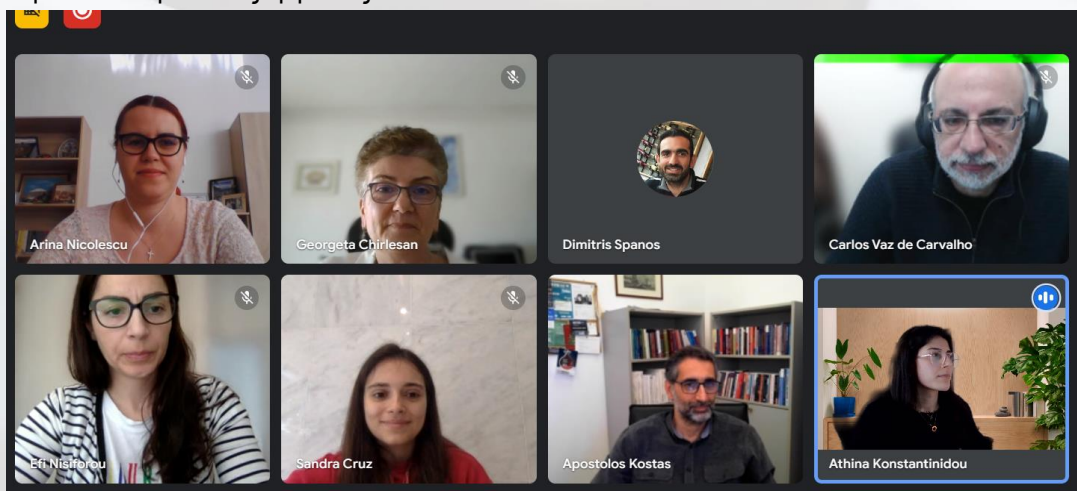 Arina Nicolescu
Georgeta Chirlesan
Dimitris Spanos
Carlos Vaz de Carvalho
Efi Nisiforou
Sandra Cruz
Apostolos Kostas
Athina Konstantinidou